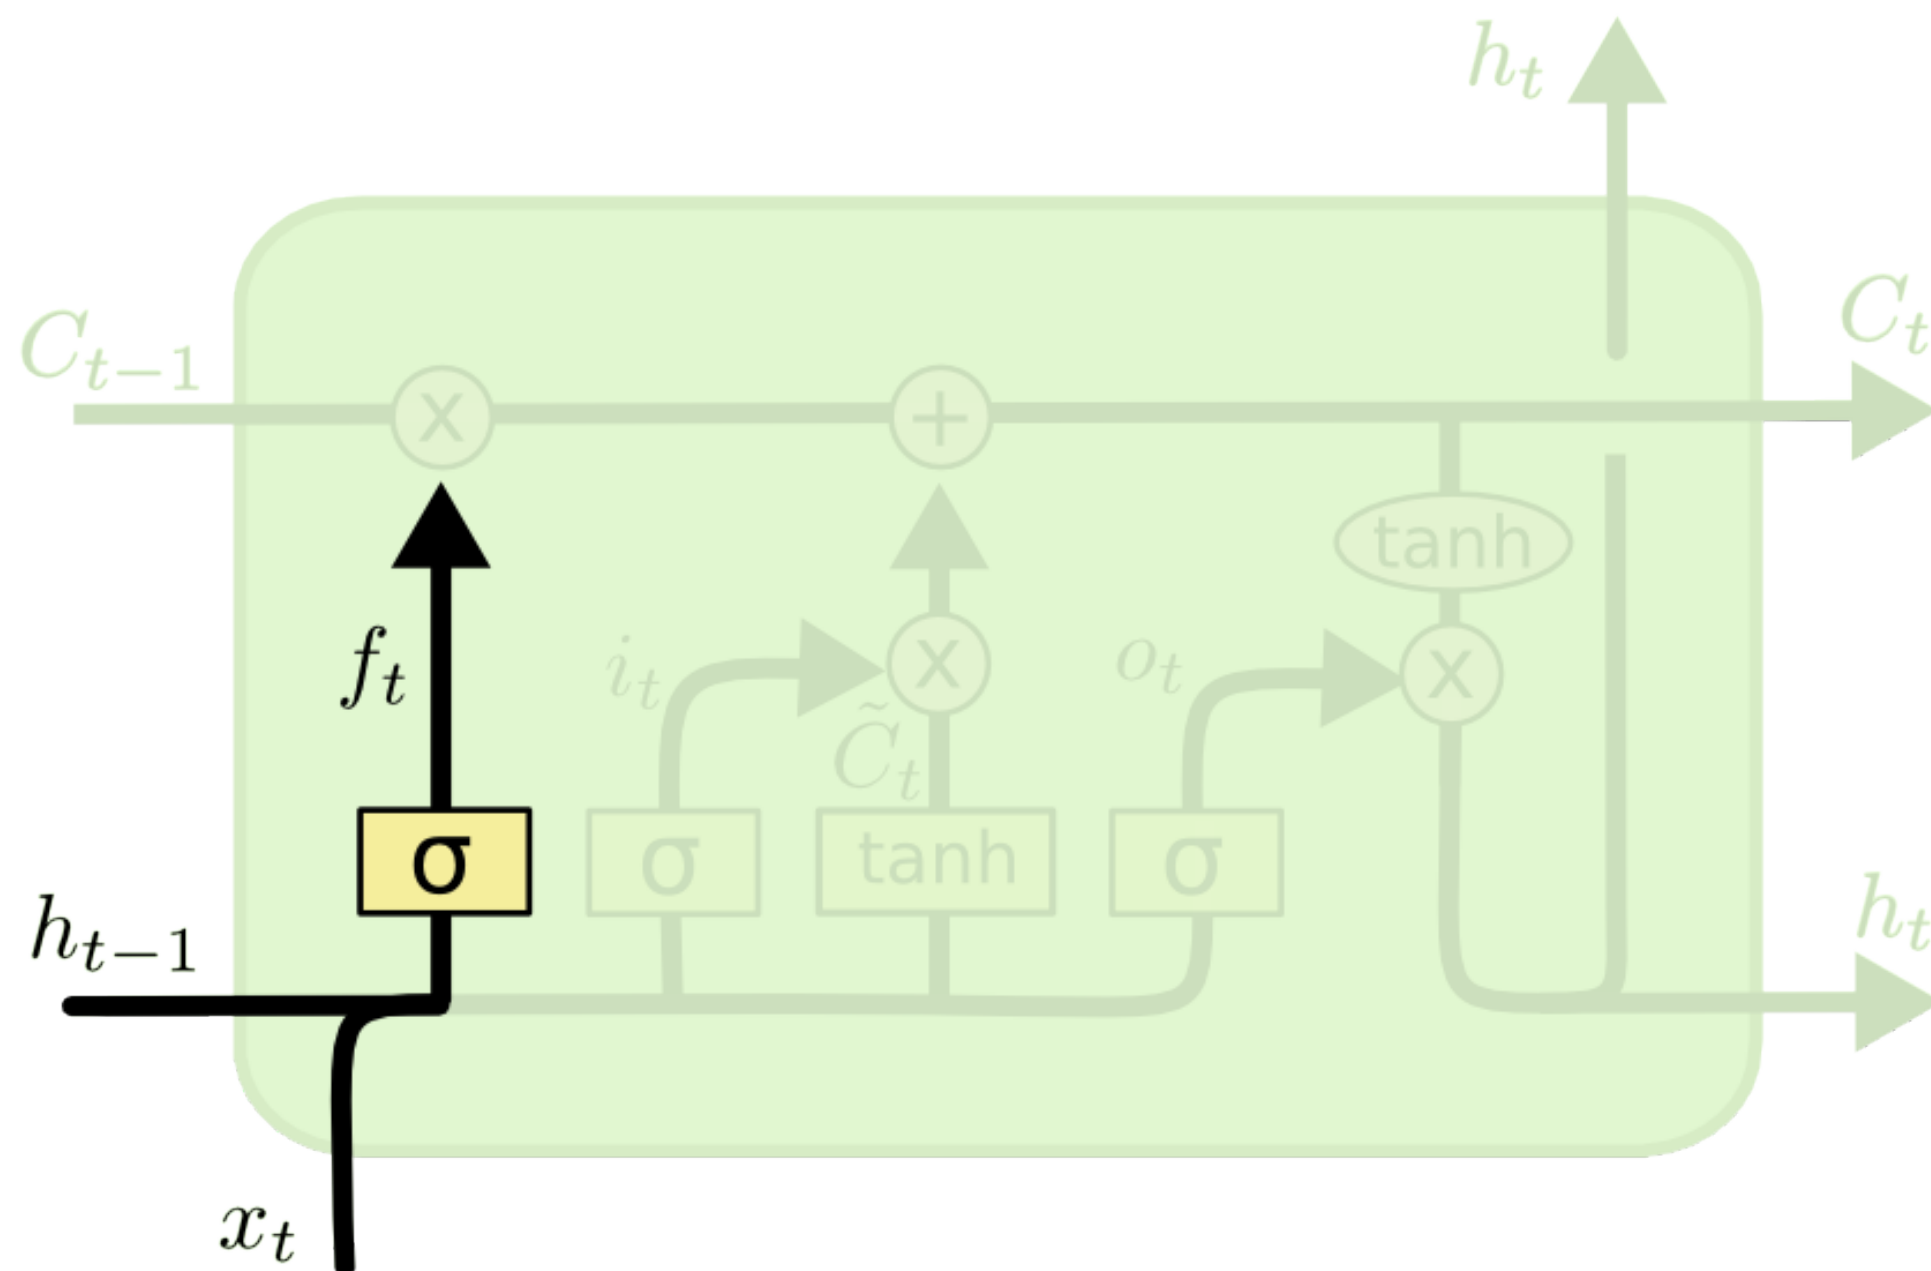 h_t
C_{t-1}
C_t
x
+
tanh
f_t
i_t
x
o_t
x
C̃_t
σ
σ
tanh
σ
h_{t-1}
h_t
x_t